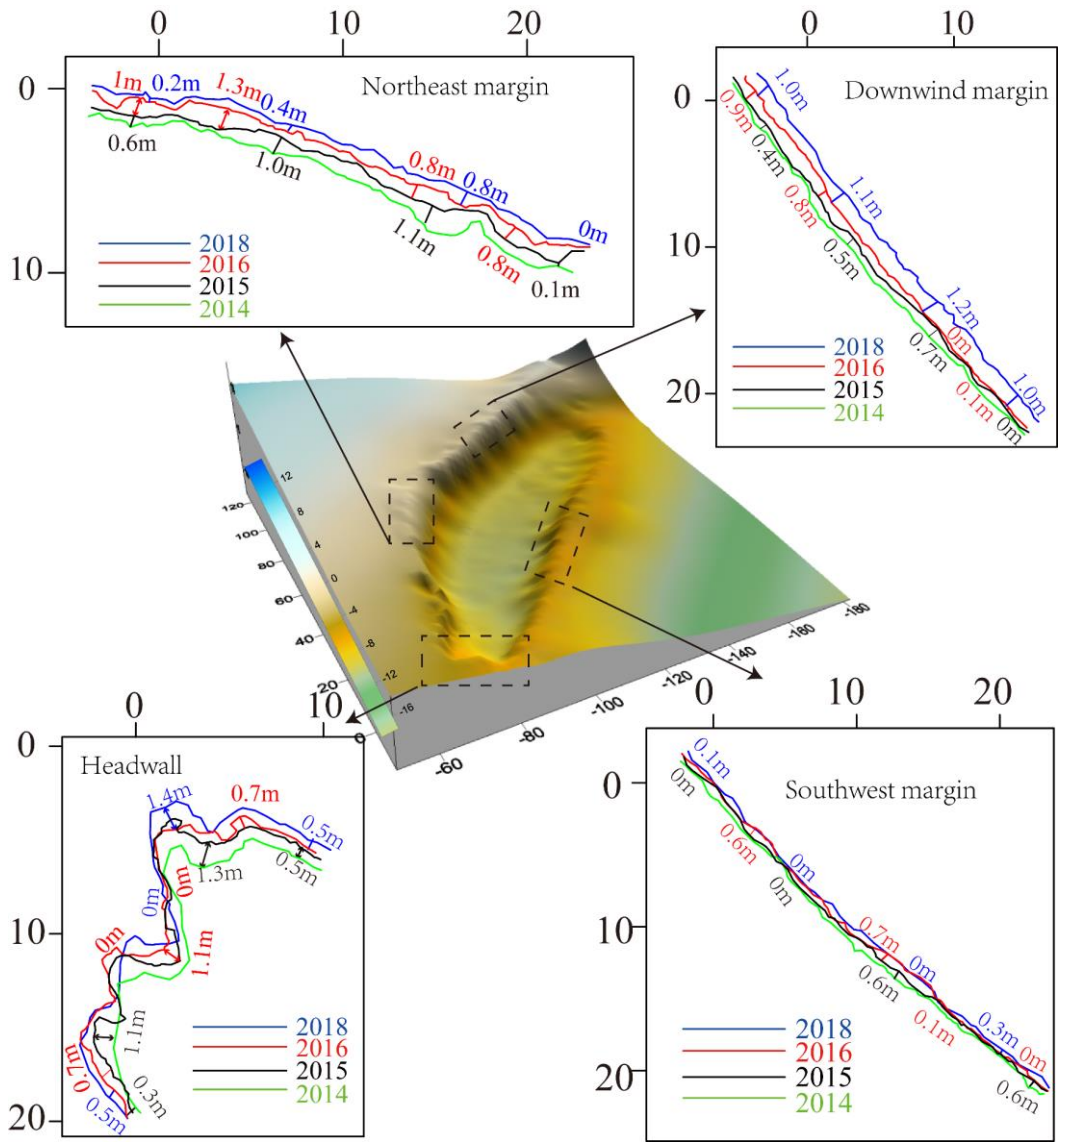 0 10 20
0
10
Northeast margin
1m 0.2m 1.3m 0.4m
0.6m
1.0m
0.8m 0.8m
1.1m
0m
0.8m
0.1m
2018
2016
2015
2014
0 10
0
10
20
Downwind margin
1.0m
0.9m
0.4m
1.1m
0.8m
0.5m
1.2m
0m
0.7m
1.0m
0.1m
0m
2018
2016
2015
2014
12
8
4
0
-4
-8
-12
-16
120
100
80
60
40
20
0
-60
-80
-100
-120
-140
-160
-180
0 10
0
10
20
Headwall
1.4m
0.7m
0.5m
0.5m
1.3m
0m
0m
0m
1.1m
1.1m
0.7m
0.3m
0.5m
2018
2016
2015
2014
0 10 20
0
10
20
Southwest margin
0.1m
0m
0.6m
0m
0m
0.7m
0m
0.6m
0.1m
0.3m
0m
0.6m
2018
2016
2015
2014